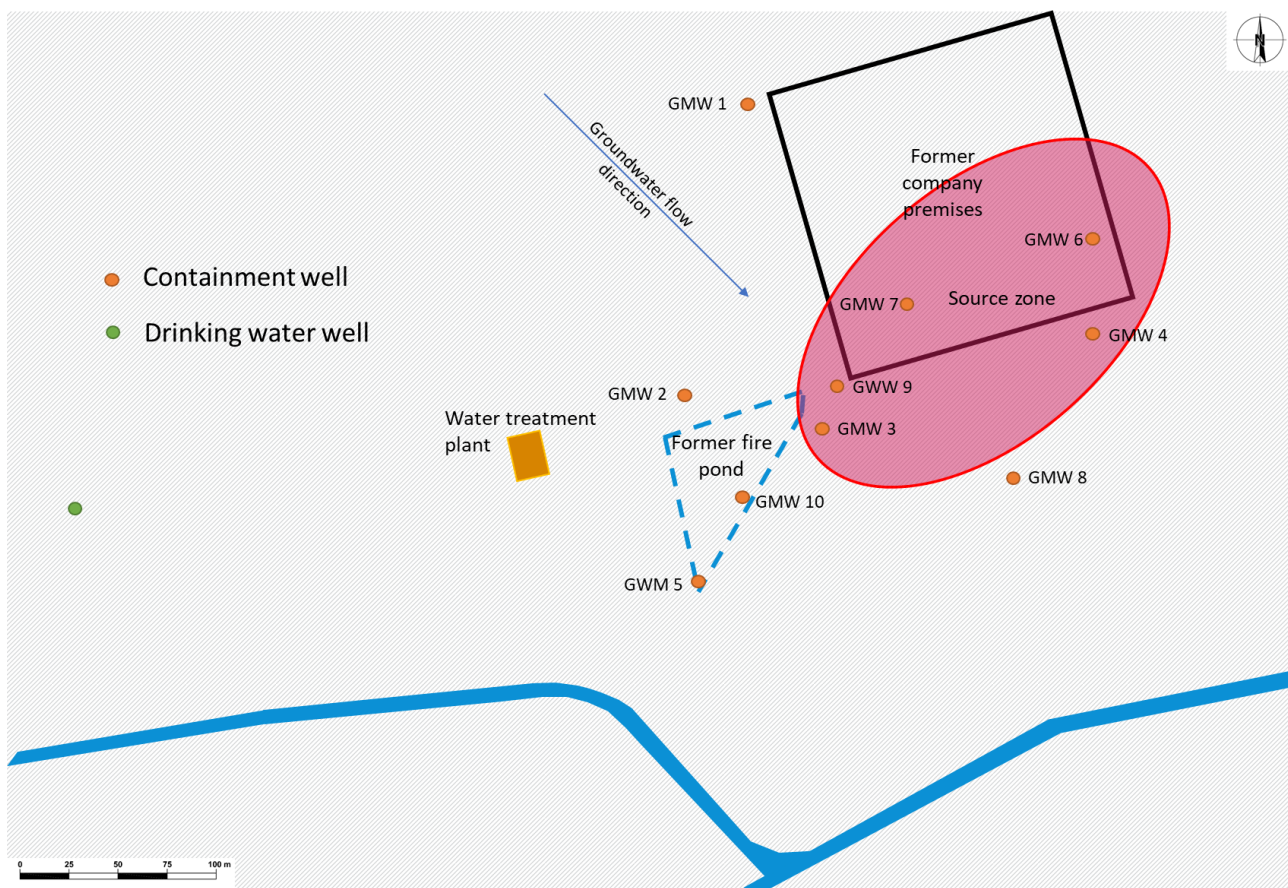 N
GMW 1
Groundwater flow
direction
Former
company
premises
GMW 6
Containment well
GMW 7
Source zone
Drinking water well
GMW 4
GMW 2
GWW 9
Water treatment
plant
GMW 3
Former fire
pond
GMW 8
GMW 10
GWM 5
0 25 50 75 100 m